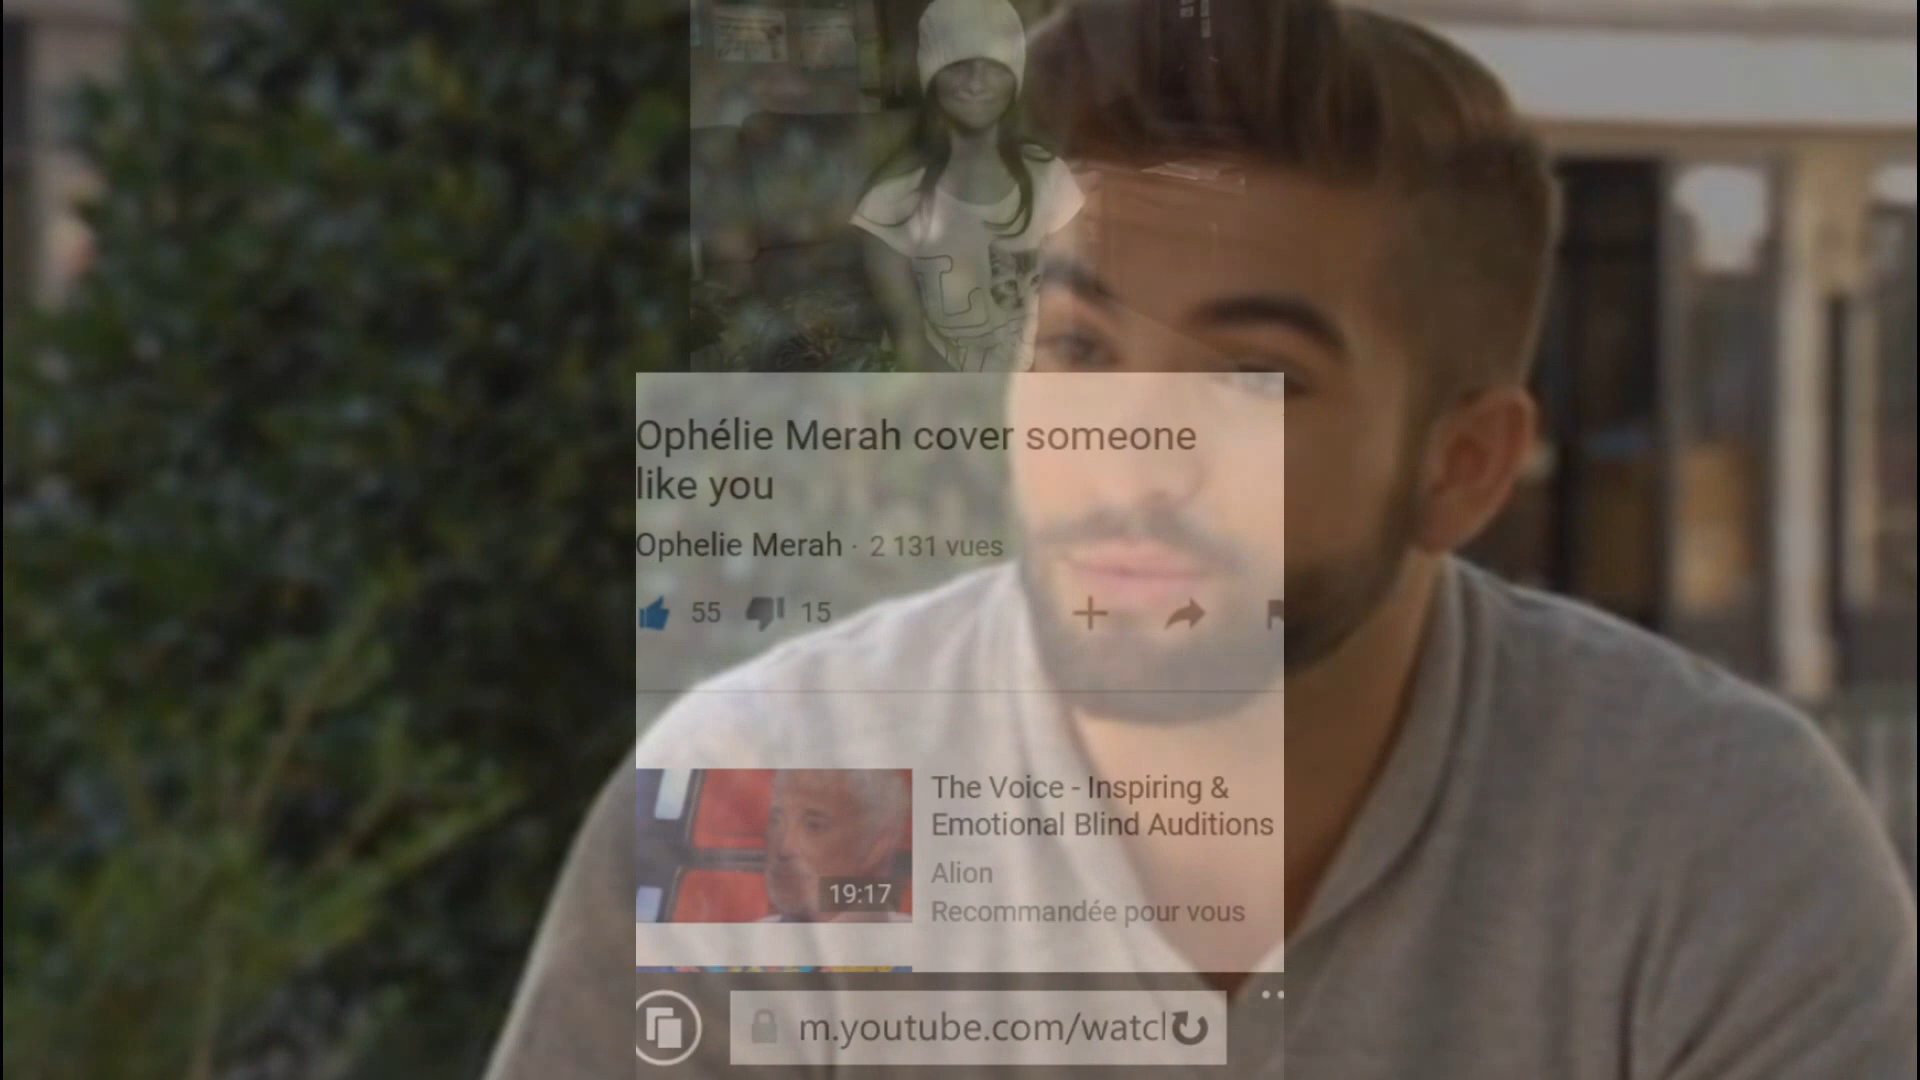 Ophélie Merah cover someone
like you
Ophelie Merah · 2 131 vues
55 15
The Voice - Inspiring &
Emotional Blind Auditions
Alion
Recommandée pour vous
19:17
m.youtube.com/watcl